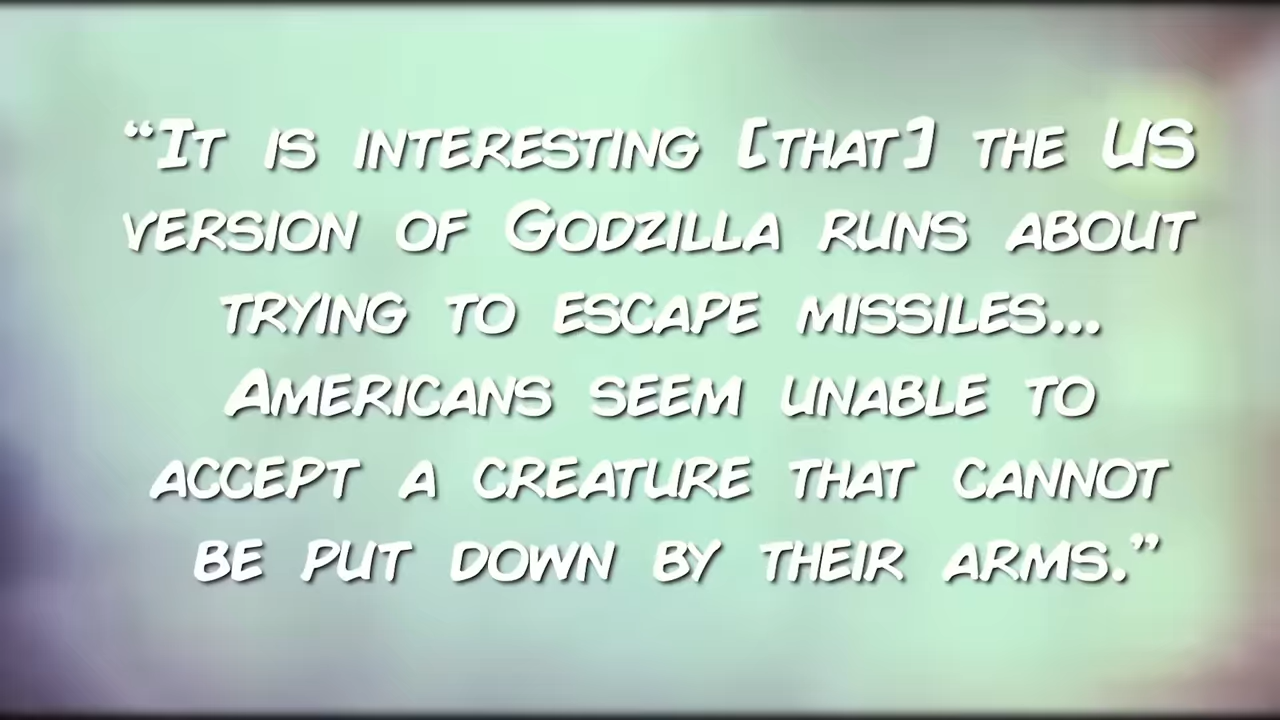 “It is interesting [that] the US
version of Godzilla runs about
trying to escape missiles...
Americans seem unable to
accept a creature that cannot
be put down by their arms.”